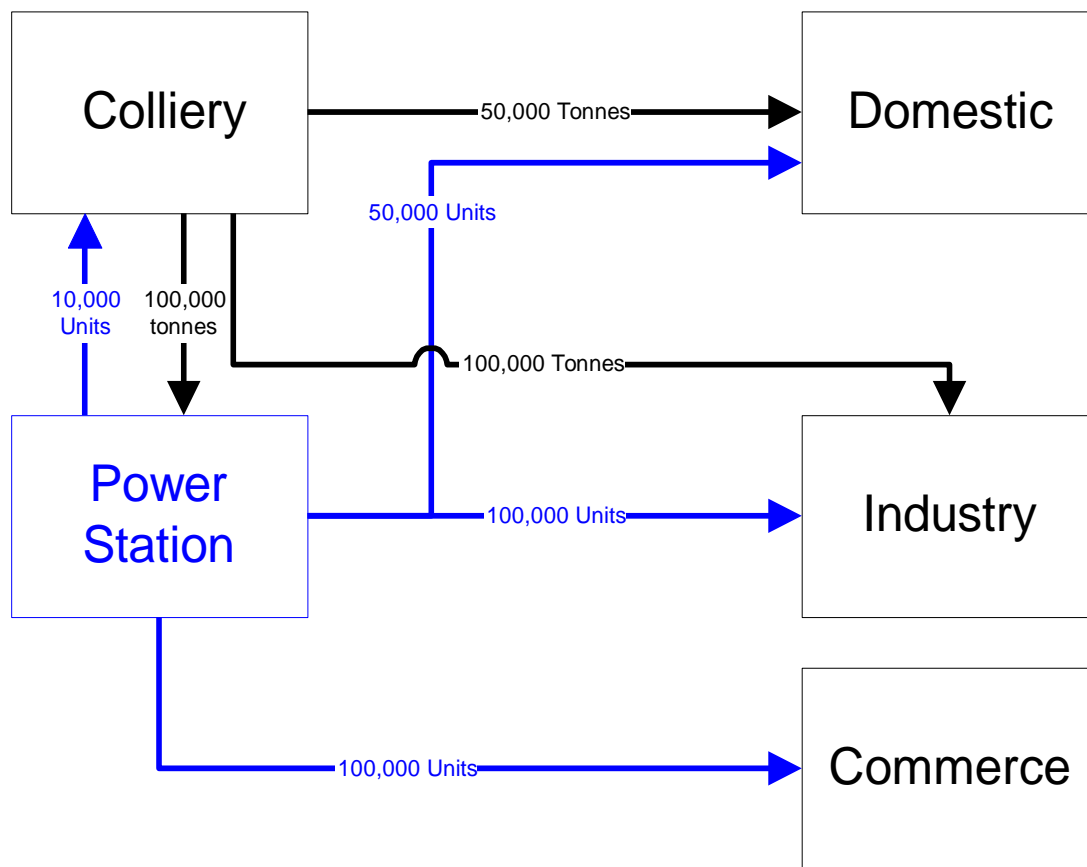 Colliery
50,000 Tonnes
Domestic
50,000 Units
10,000
Units
100,000
tonnes
100,000 Tonnes
Power
Station
100,000 Units
Industry
100,000 Units
Commerce